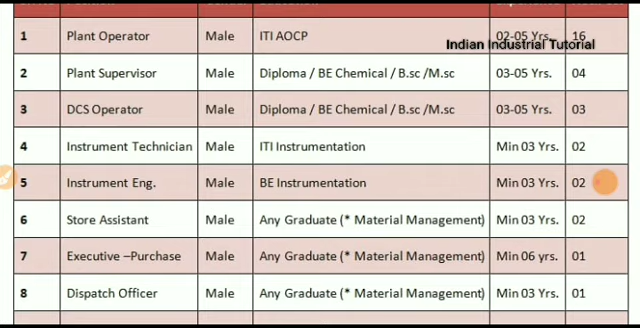 1 Plant Operator Male ITI AOCP 02-05 Yrs. 16
Indian Industrial Tutorial
2 Plant Supervisor Male Diploma / BE Chemical / B.sc /M.sc 03-05 Yrs. 04
3 DCS Operator Male Diploma / BE Chemical / B.sc /M.sc 03-05 Yrs. 03
4 Instrument Technician Male ITI Instrumentation Min 03 Yrs. 02
5 Instrument Eng. Male BE Instrumentation Min 03 Yrs. 02
6 Store Assistant Male Any Graduate (* Material Management) Min 03 Yrs. 02
7 Executive –Purchase Male Any Graduate (* Material Management) Min 06 yrs. 01
8 Dispatch Officer Male Any Graduate (* Material Management) Min 03 Yrs. 01